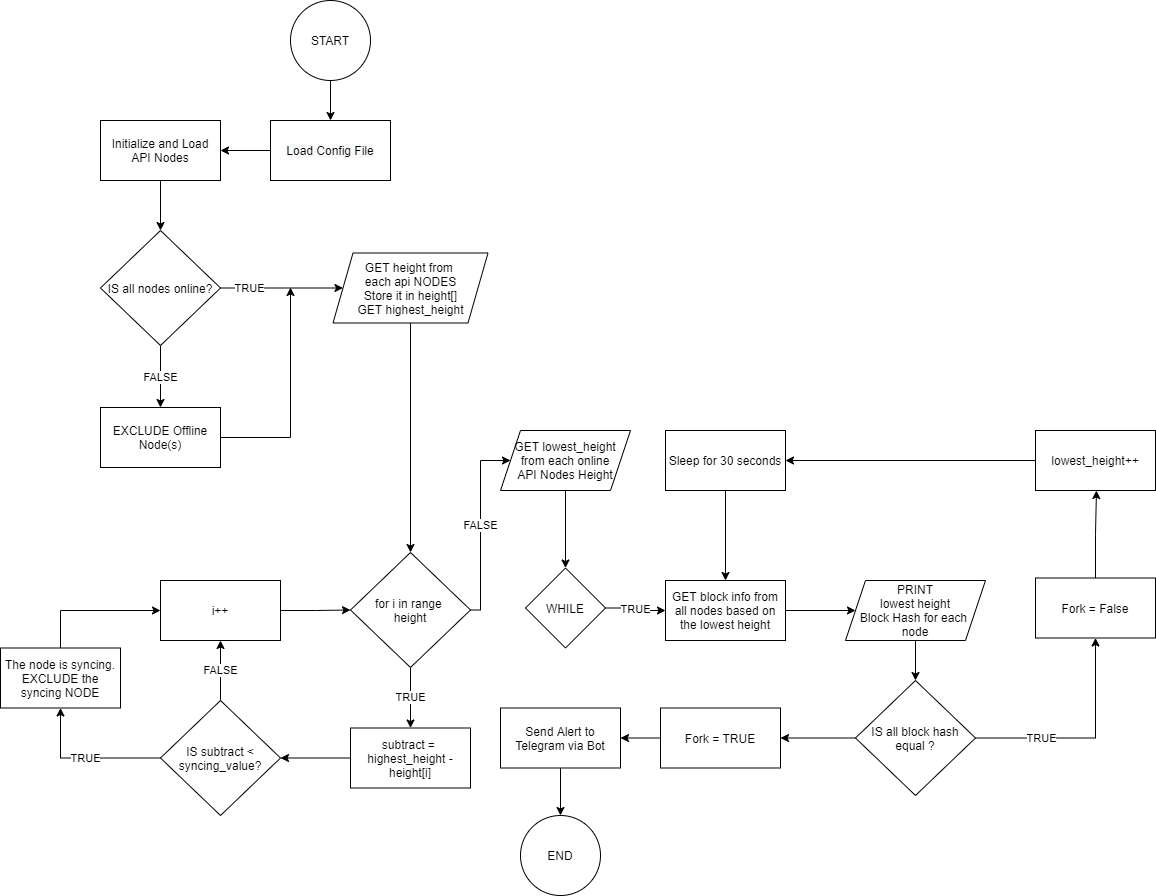 START
Load Config File
Initialize and Load
API Nodes
IS all nodes online?
TRUE
FALSE
EXCLUDE Offline
Node(s)
GET height from
each api NODES
Store it in height[]
GET highest_height
for i in range
height
TRUE
subtract =
highest_height -
height[i]
IS subtract <
syncing_value?
TRUE
The node is syncing.
EXCLUDE the
syncing NODE
FALSE
i++
FALSE
GET lowest_height
from each online
API Nodes Height
WHILE
TRUE
GET block info from
all nodes based on
the lowest height
PRINT
lowest height
Block Hash for each
node
IS all block hash
equal ?
TRUE
Fork = False
lowest_height++
Sleep for 30 seconds
Fork = TRUE
Send Alert to
Telegram via Bot
END